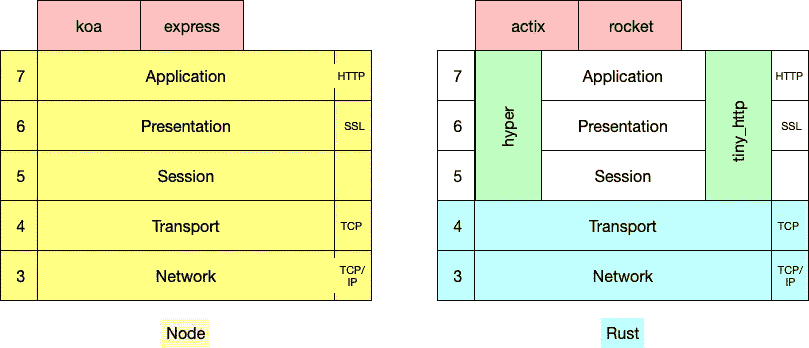 koa express
7 Application HTTP
6 Presentation SSL
5 Session
4 Transport TCP
3 Network TCP/
IP
Node
actix rocket
7 Application HTTP
6 Presentation SSL
5 Session
hyper
tiny_http
4 Transport TCP
3 Network TCP/
IP
Rust